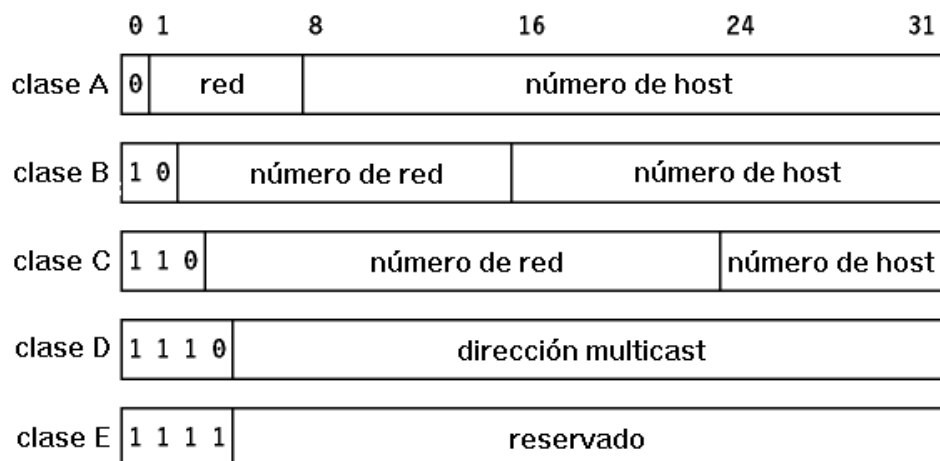 0 1 8 16 24 31
clase A 0 red número de host
clase B 1 0 número de red número de host
clase C 1 1 0 número de red número de host
clase D 1 1 1 0 dirección multicast
clase E 1 1 1 1 reservado